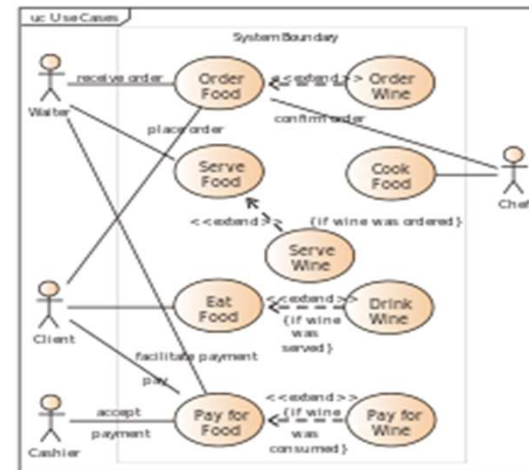 uc UseCases
System Boundary
receive order
Order
Food
<<extend>>
Order
Wine
Waiter
place order
confirm order
Serve
Food
Cook
Food
Chef
<<extend>>
{if wine was ordered}
Serve
Wine
Eat
Food
<<extend>>
{if wine
was
served}
Drink
Wine
Client
facilitate payment
pay
accept
payment
Pay for
Food
<<extend>>
{if wine
was
consumed}
Pay for
Wine
Cashier